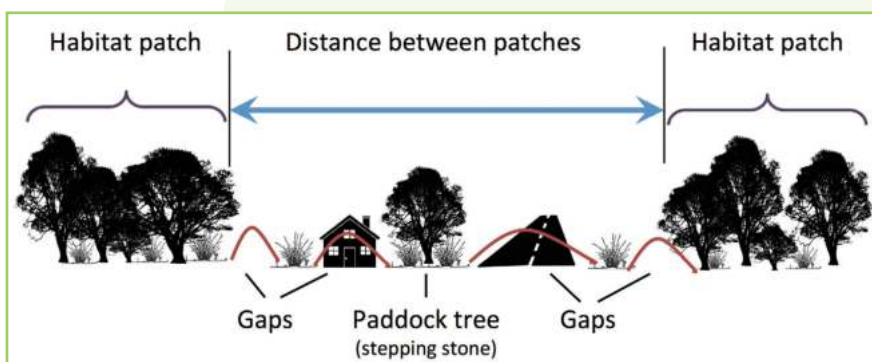 Habitat patch
Distance between patches
Habitat patch
Gaps
Paddock tree
(stepping stone)
Gaps